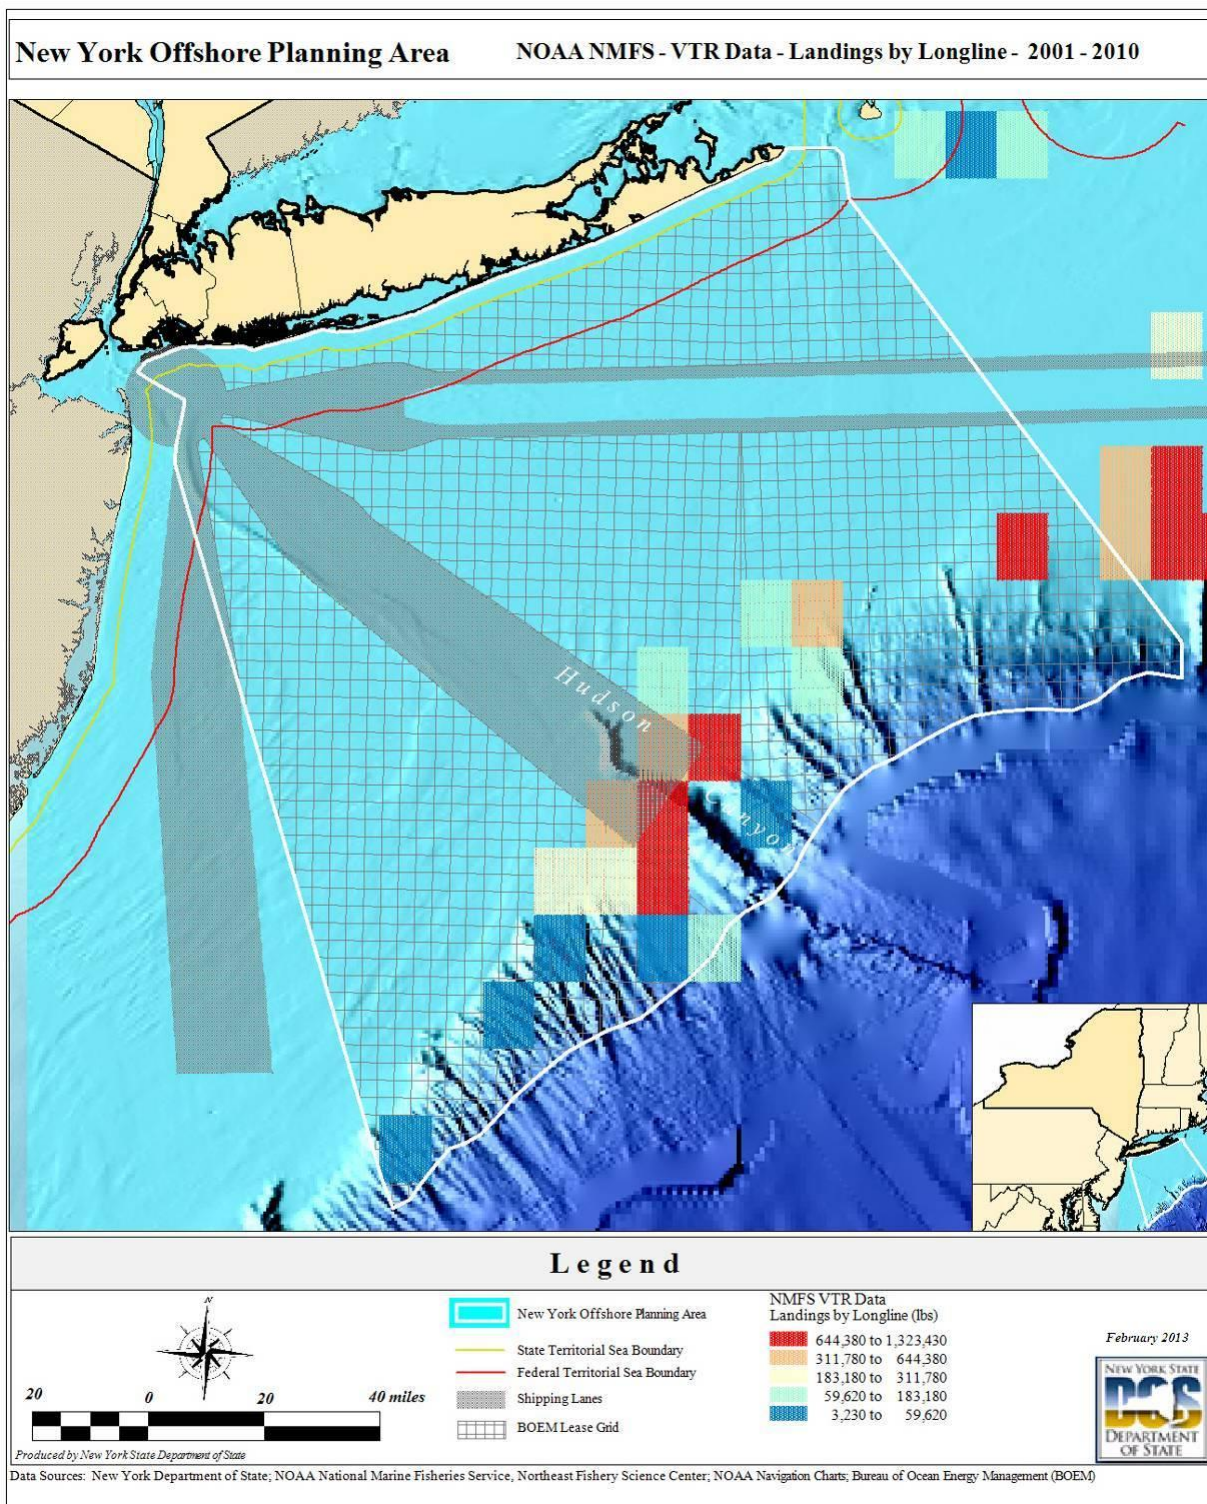 New York Offshore Planning Area
NOAA NMFS - VTR Data - Landings by Longline - 2001 - 2010
Hudson
Legend
N
20 0 20 40 miles
Produced by New York State Department of State
New York Offshore Planning Area
State Territorial Sea Boundary
Federal Territorial Sea Boundary
Shipping Lanes
BOEM Lease Grid
NMFS VTR Data
Landings by Longline (lbs)
644,380 to 1,323,430
311,780 to 644,380
183,180 to 311,780
59,620 to 183,180
3,230 to 59,620
February 2013
NEW YORK STATE
DOS
DEPARTMENT
OF STATE
Data Sources: New York Department of State; NOAA National Marine Fisheries Service, Northeast Fishery Science Center; NOAA Navigation Charts; Bureau of Ocean Energy Management (BOEM)